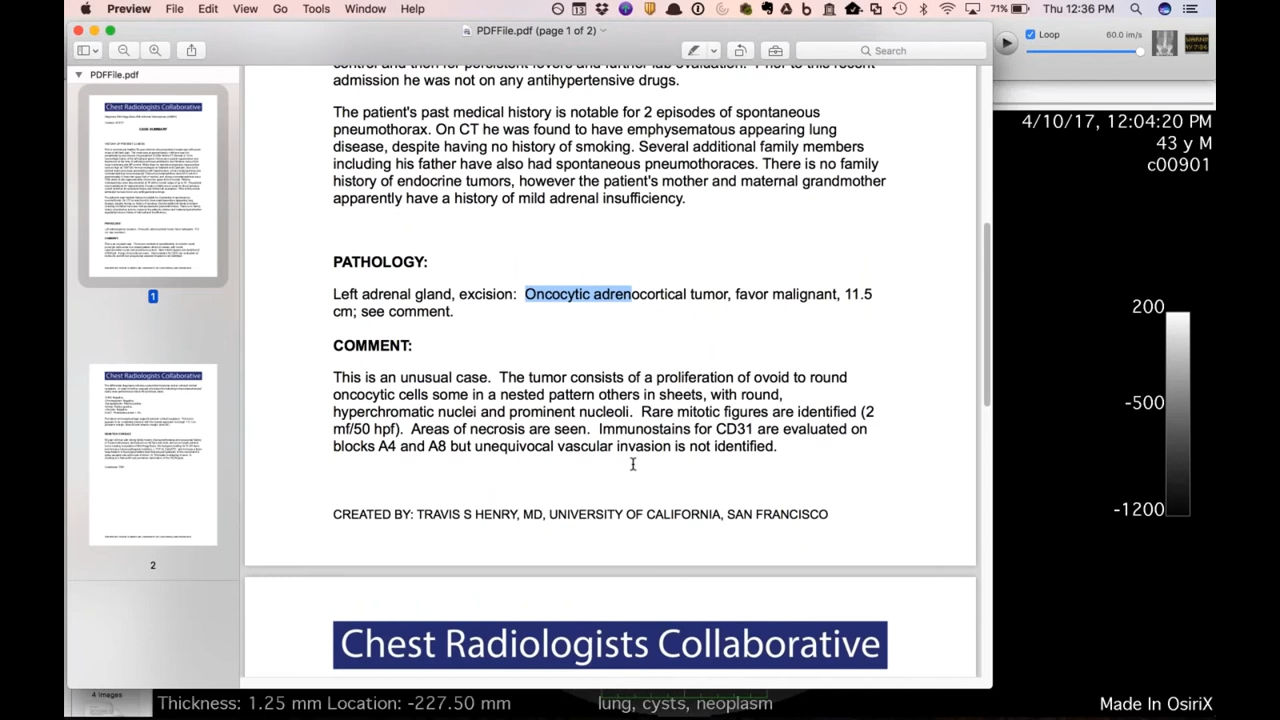 Preview File Edit View Go Tools Window Help
13
71% Thu 12:36 PM
PDFFile.pdf (page 1 of 2)
Search
Loop 60.0 im/s
PDFFile.pdf
Chest Radiologists Collaborative
CASE SUMMARY
1
Chest Radiologists Collaborative
2
admission he was not on any antihypertensive drugs.
The patient's past medical history is notable for 2 episodes of spontaneous
pneumothorax. On CT he was found to have emphysematous appearing lung
disease despite having no history of smoking. Several additional family members
including his father have also had spontaneous pneumothoraces. There is no family
history of endocrine tumors, however the patient's mother and maternal grandmother
apparently have a history of mild adrenal insufficiency.
PATHOLOGY:
Left adrenal gland, excision: Oncocytic adrenocortical tumor, favor malignant, 11.5
cm; see comment.
COMMENT:
This is an unusual case. The tumor consists
proliferation of ovoid to round
oncocytic cells some in a nested pattern others in sheets, with round,
hyperchromatic nuclei and prominent nucleoli. Rare mitotic figures are identified (2
per 50 hpf). Areas of necrosis are seen. Immunostains for CD31 are evaluated on
blocks
unequivocal vascular invasion is not identified.
CREATED BY: TRAVIS S HENRY, MD, UNIVERSITY OF CALIFORNIA, SAN FRANCISCO
Chest Radiologists Collaborative
4/10/17, 12:04:20 PM
43 y M
c00901
200
-500
-1200
4 images
Thickness: 1.25 mm Location: -227.50 mm
lung, cysts, neoplasm
Made In OsiriX